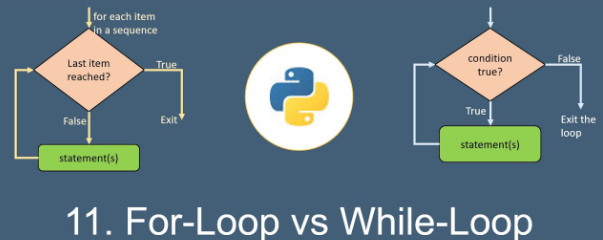 for each item
in a sequence
Last item
reached?
True
False
Exit
statement(s)
condition
true?
False
True
Exit the
loop
statement(s)
11. For-Loop vs While-Loop